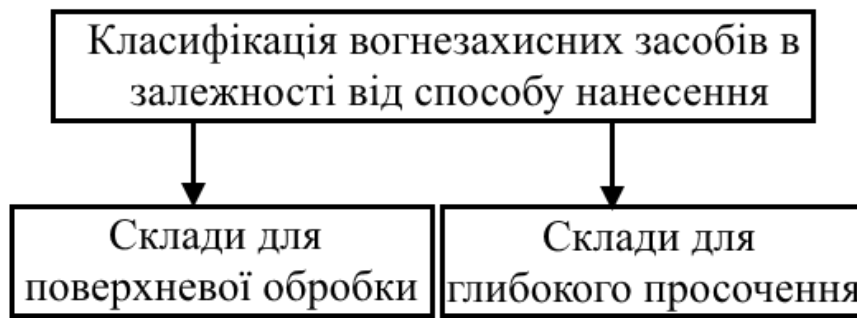 Класифікація вогнезахисних засобів в
залежності від способу нанесення
Склади для
поверхневої обробки
Склади для
глибокого просочення